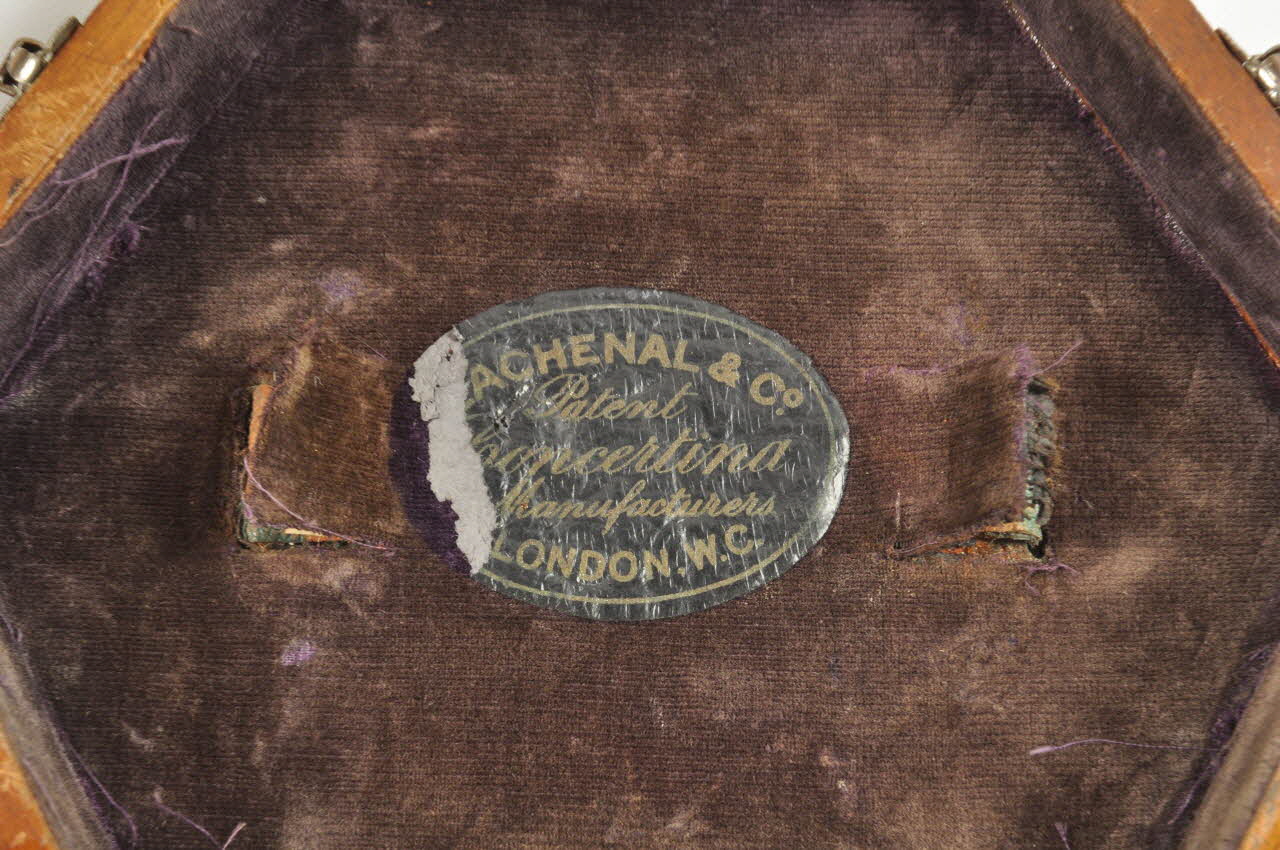 ACHENAL & Co.
Patent
Concertina
Manufacturers
LONDON. W.C.